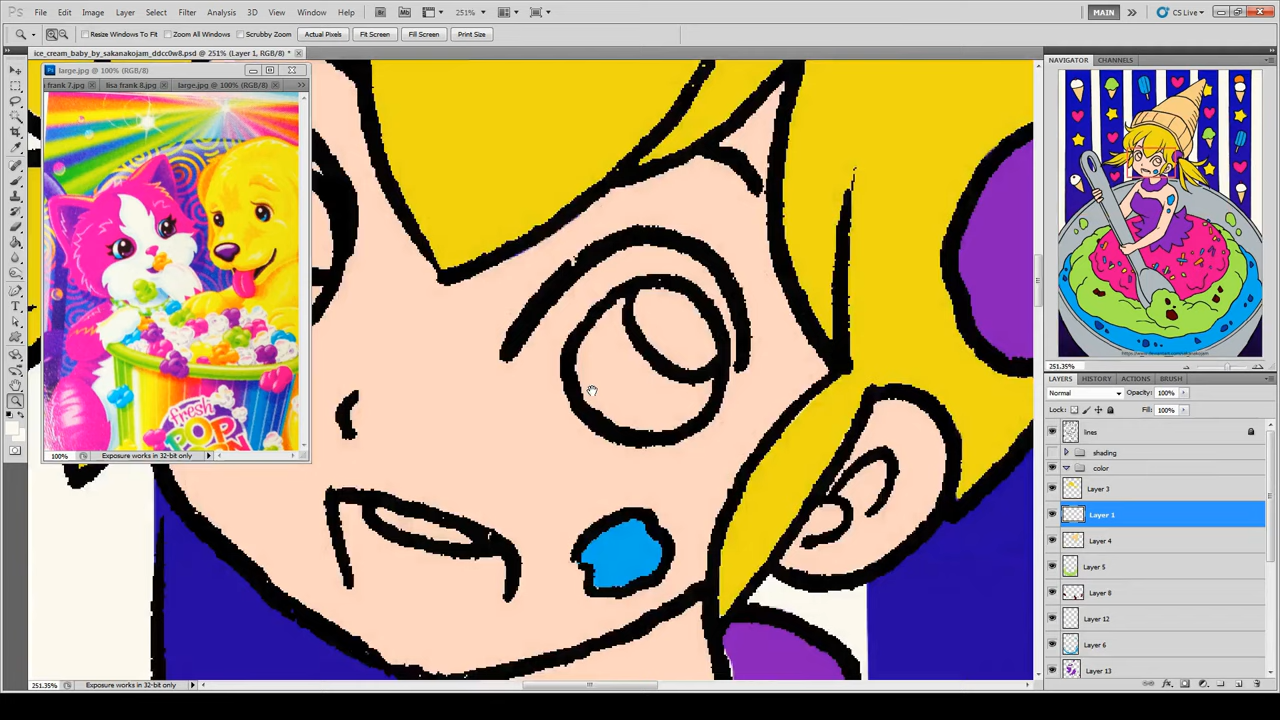 Ps File Edit Image Layer Select Filter Analysis 3D View Window Help Br Mb 251% MAIN CS Live
Resize Windows To Fit Zoom All Windows Scrubby Zoom Actual Pixels Fit Screen Fill Screen Print Size
ice_cream_baby_by_sakanakojam_ddcc0w8.psd @ 251% (Layer 1, RGB/8) *
large.jpg @ 100% (RGB/8)
frank 7.jpg lisa frank 8.jpg large.jpg @ 100% (RGB/8)
fresh
POP
100% Exposure works in 32-bit only
NAVIGATOR CHANNELS
251.35%
LAYERS HISTORY ACTIONS BRUSH
Normal Opacity: 100%
Lock: Fill: 100%
lines
shading
color
Layer 3
Layer 1
Layer 4
Layer 5
Layer 8
Layer 12
Layer 6
Layer 13
251.35% Exposure works in 32-bit only